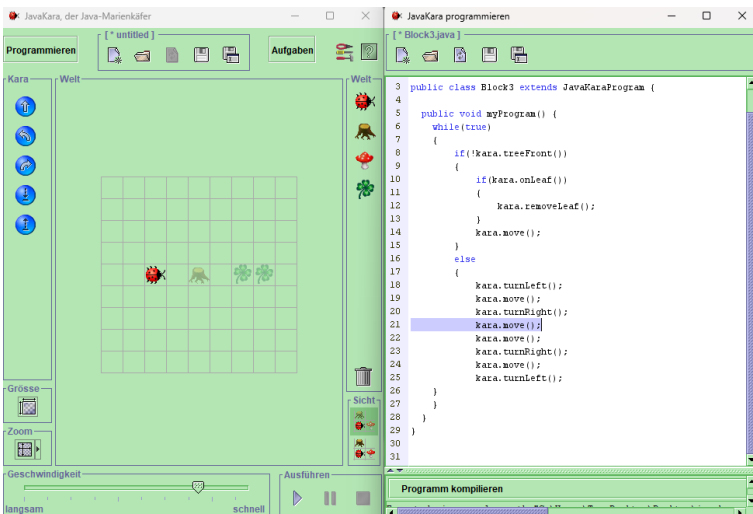 JavaKara, der Java-Marienkäfer
[ * untitled ]
Programmieren
Aufgaben
Kara
Welt
Welt
Grösse
Zoom
Sicht
Geschwindigkeit
langsam
schnell
Ausführen
JavaKara programmieren
[ * Block3.java ]
3 public class Block3 extends JavaKaraProgram {
4
5 public void myProgram() {
6 while(true)
7 {
8 if(!kara.treeFront())
9 {
10 if(kara.onLeaf())
11 {
12 kara.removeLeaf();
13 }
14 kara.move();
15 }
16 else
17 {
18 kara.turnLeft();
19 kara.move();
20 kara.turnRight();
21 kara.move();
22 kara.move();
23 kara.turnRight();
24 kara.move();
25 kara.turnLeft();
26 }
27 }
28 }
29 }
30
31
Programm kompilieren